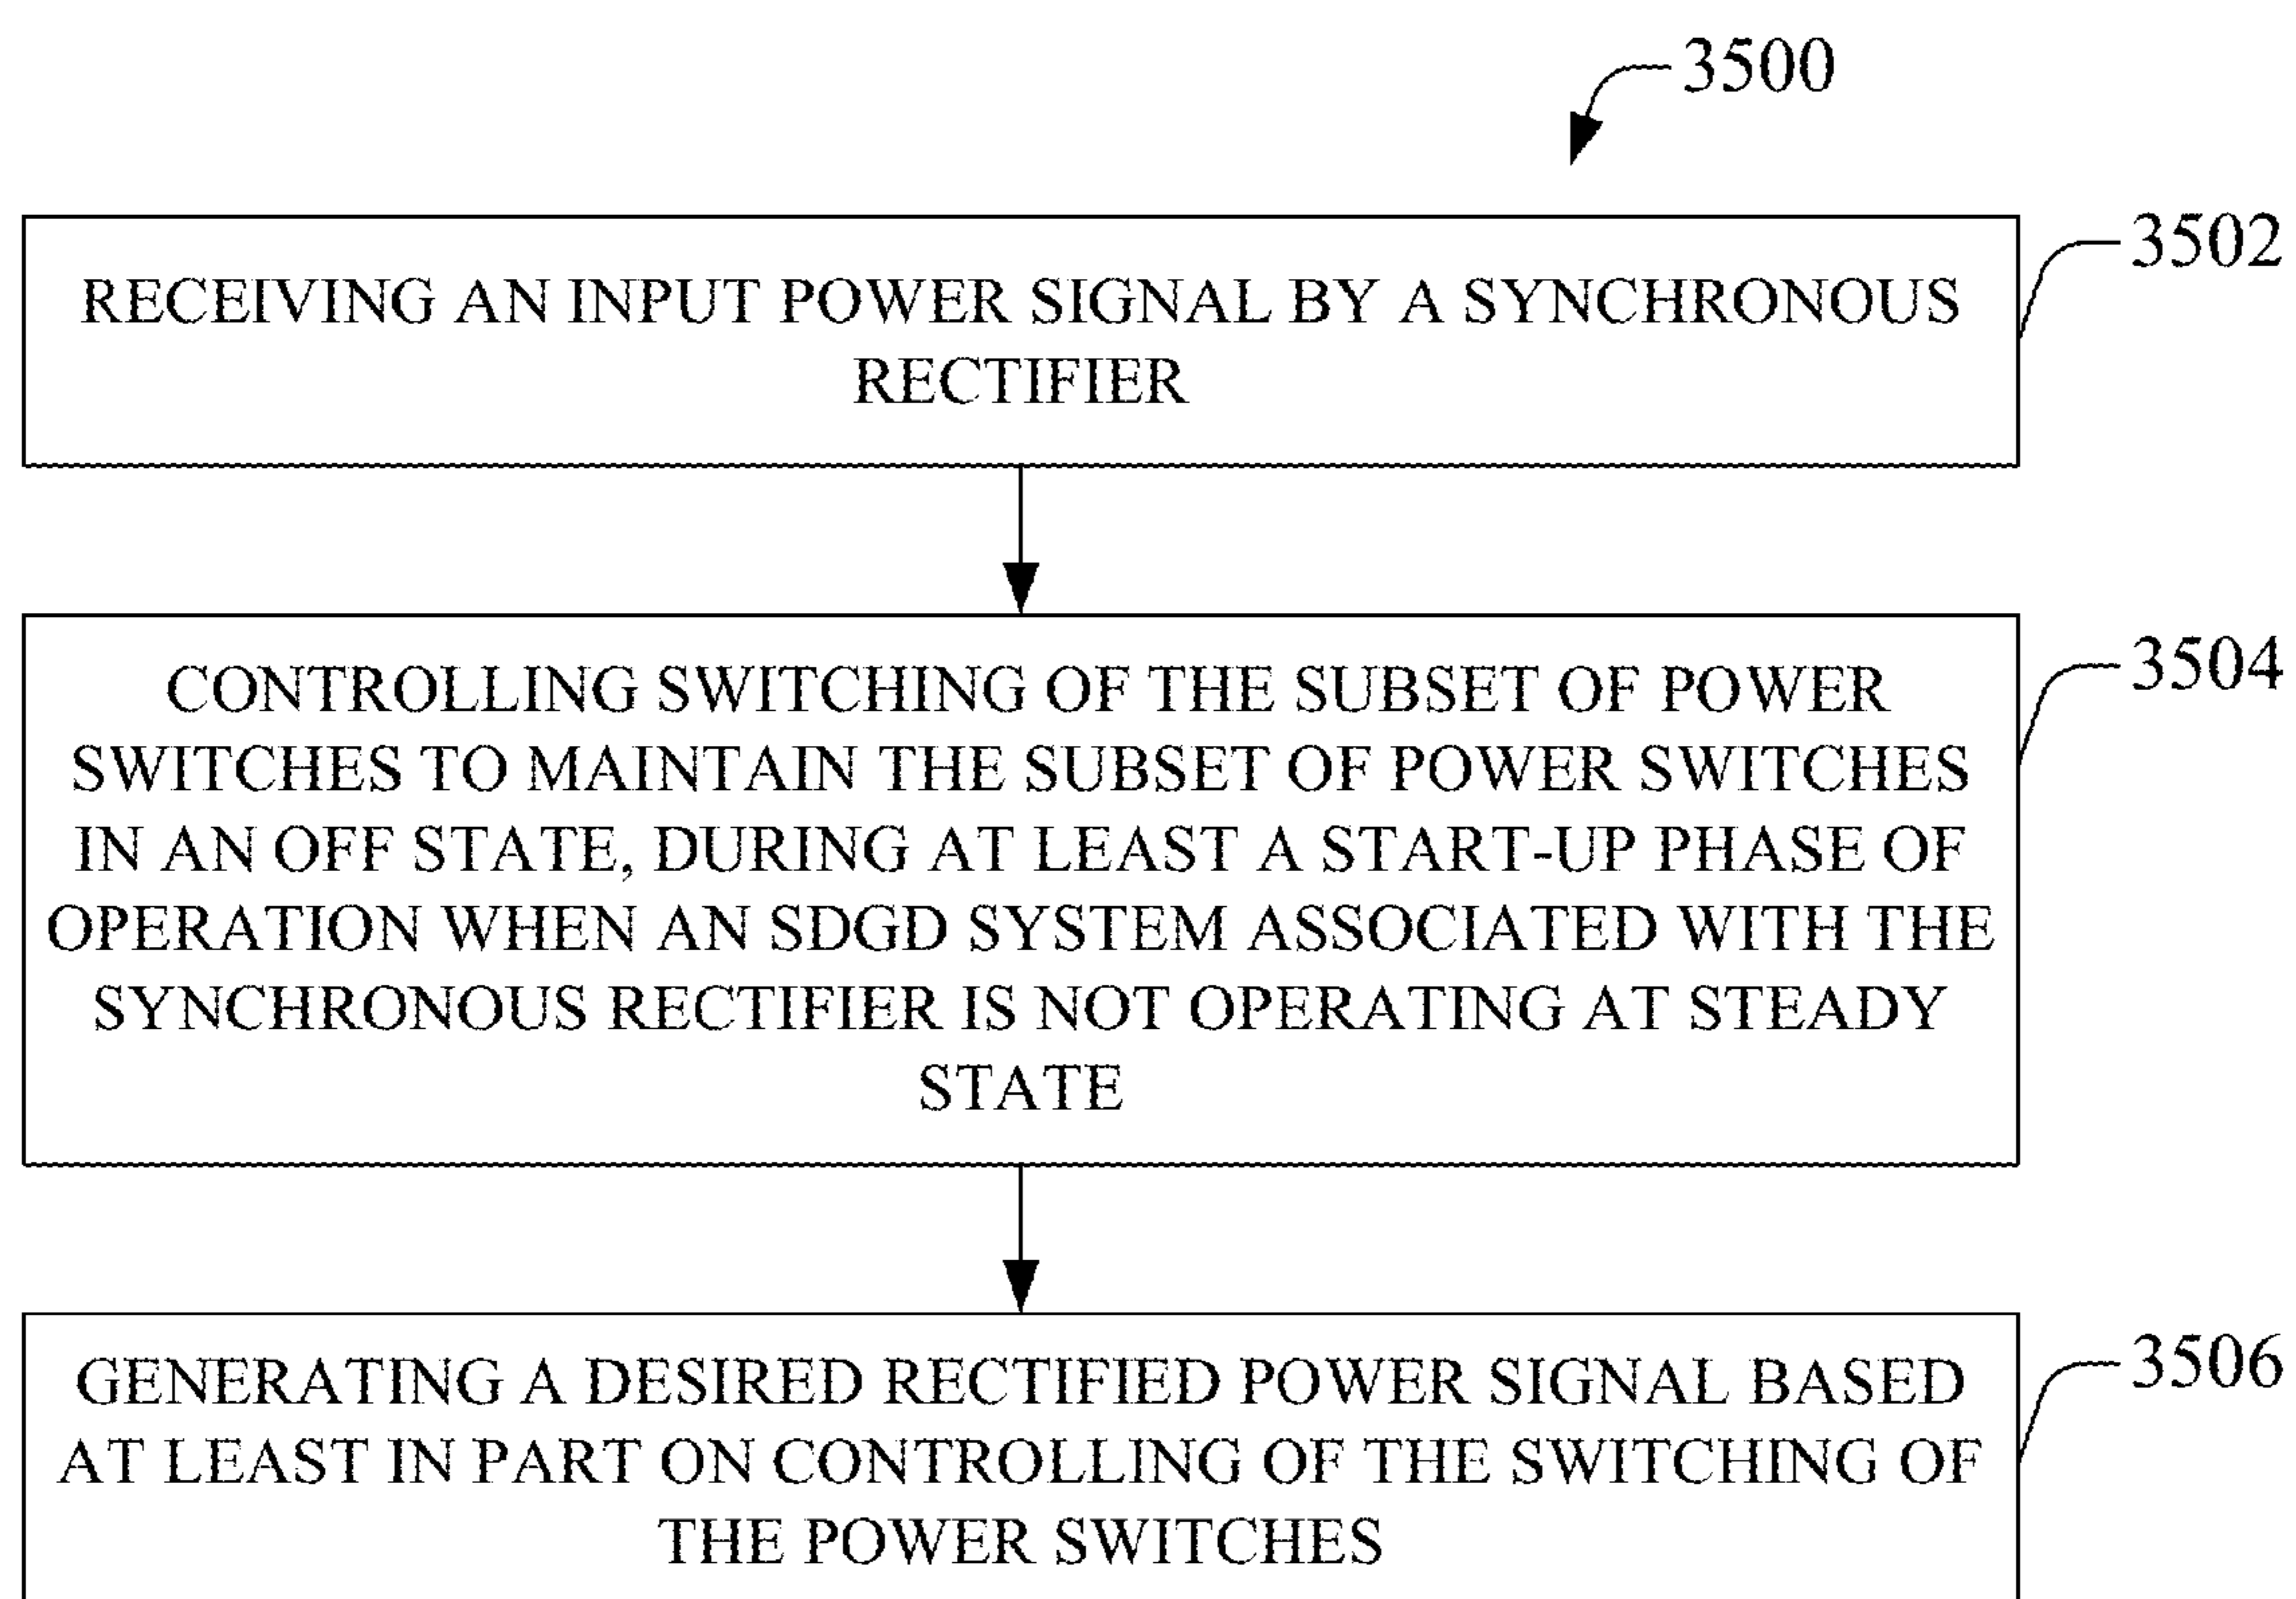 3500
3502
RECEIVING AN INPUT POWER SIGNAL BY A SYNCHRONOUS
RECTIFIER
3504
CONTROLLING SWITCHING OF THE SUBSET OF POWER
SWITCHES TO MAINTAIN THE SUBSET OF POWER SWITCHES
IN AN OFF STATE, DURING AT LEAST A START-UP PHASE OF
OPERATION WHEN AN SDGD SYSTEM ASSOCIATED WITH THE
SYNCHRONOUS RECTIFIER IS NOT OPERATING AT STEADY
STATE
3506
GENERATING A DESIRED RECTIFIED POWER SIGNAL BASED
AT LEAST IN PART ON CONTROLLING OF THE SWITCHING OF
THE POWER SWITCHES